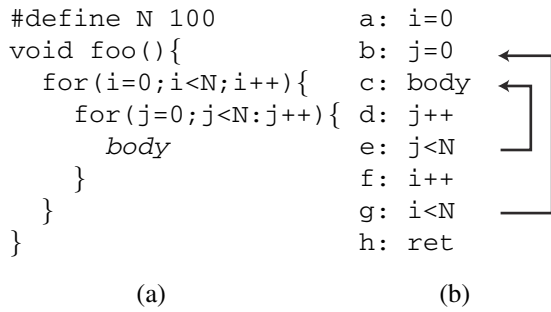 #define N 100
void foo(){
for(i=0;i<N;i++){
for(j=0;j<N:j++){
body
}
}
}
(a)
a: i=0
b: j=0
c: body
d: j++
e: j<N
f: i++
g: i<N
h: ret
(b)